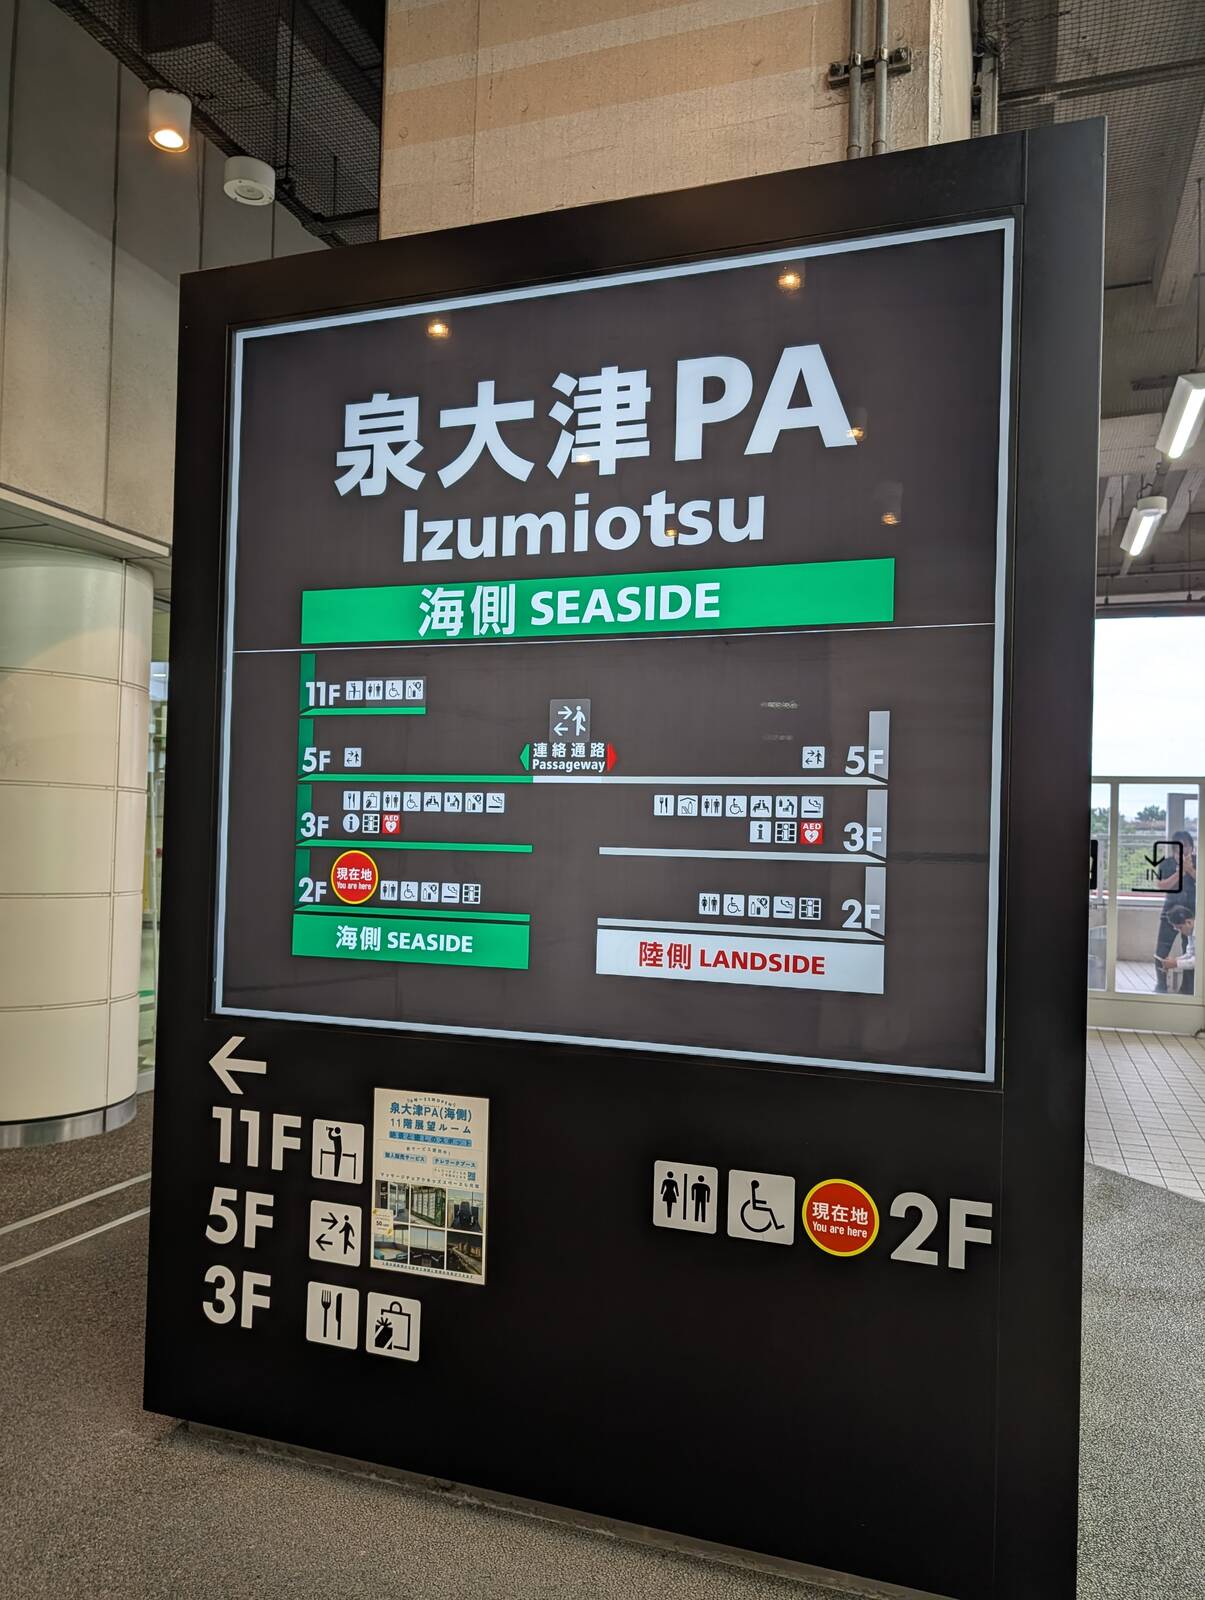 泉大津PA
Izumiotsu
海側 SEASIDE
11F
5F
連絡通路
Passageway
5F
3F
AED
AED
3F
2F
現在地
You are here
2F
海側 SEASIDE
陸側 LANDSIDE
IN
11F
5F
3F
泉大津PA(海側)
11階展望ルーム
現在地
You are here
2F